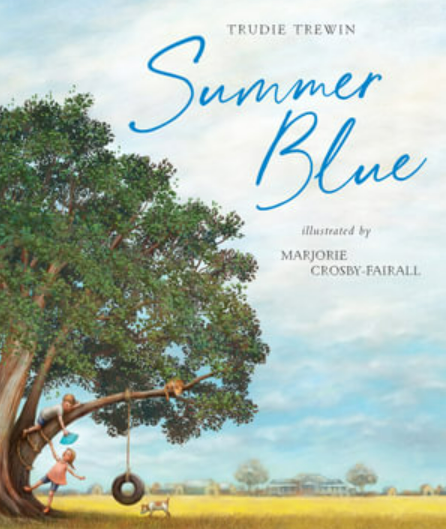 TRUDIE TREWIN
Summer
Blue
illustrated by
MARJORIE
CROSBY-FAIRALL